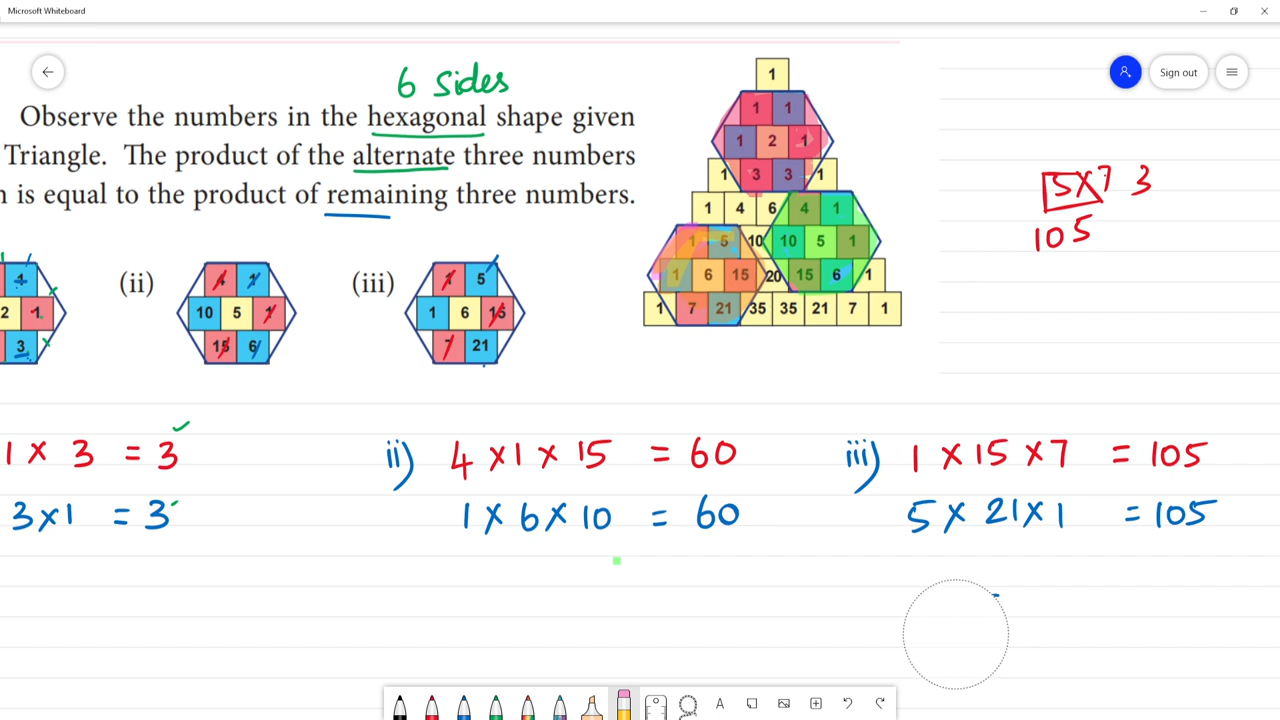 Microsoft Whiteboard
Sign out
6 sides
Observe the numbers in the hexagonal shape given
Triangle. The product of the alternate three numbers
n is equal to the product of remaining three numbers.
1
1 1
1 2 1
1 3 3 1
1 4 6 4 1
1 5 10 10 5 1
1 6 15 20 15 6 1
1 7 21 35 35 21 7 1
5x7 3
105
1
2 1
3
(ii)
4 1
10 5 1
15 6
(iii)
1 5
1 6 15
7 21
1 x 3 = 3
3x1 = 3
ii) 4 x1 x 15 = 60
1 x 6 x 10 = 60
iii) 1 x 15 x 7 = 105
5 x 21 x 1 = 105
A